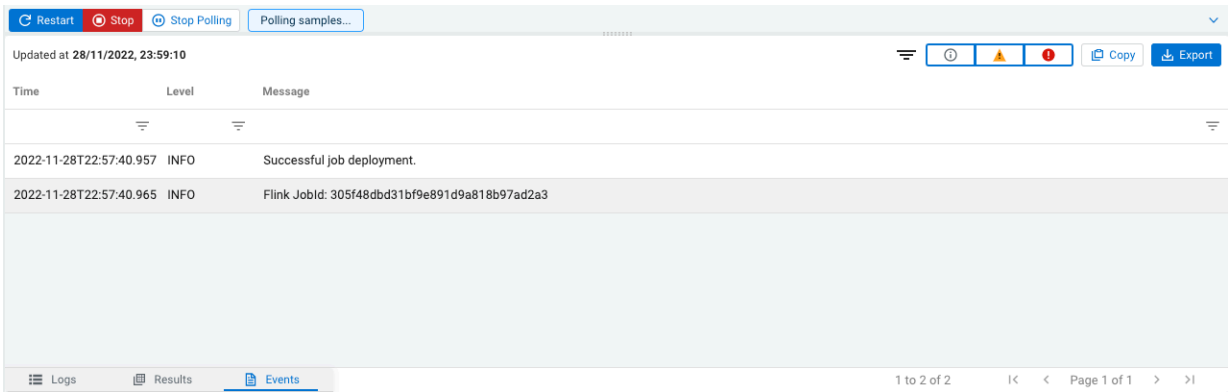 Restart Stop Stop Polling Polling samples...
Updated at 28/11/2022, 23:59:10 Copy Export
Time Level Message
2022-11-28T22:57:40.957 INFO Successful job deployment.
2022-11-28T22:57:40.965 INFO Flink JobId: 305f48dbd31bf9e891d9a818b97ad2a3
Logs Results Events 1 to 2 of 2 Page 1 of 1